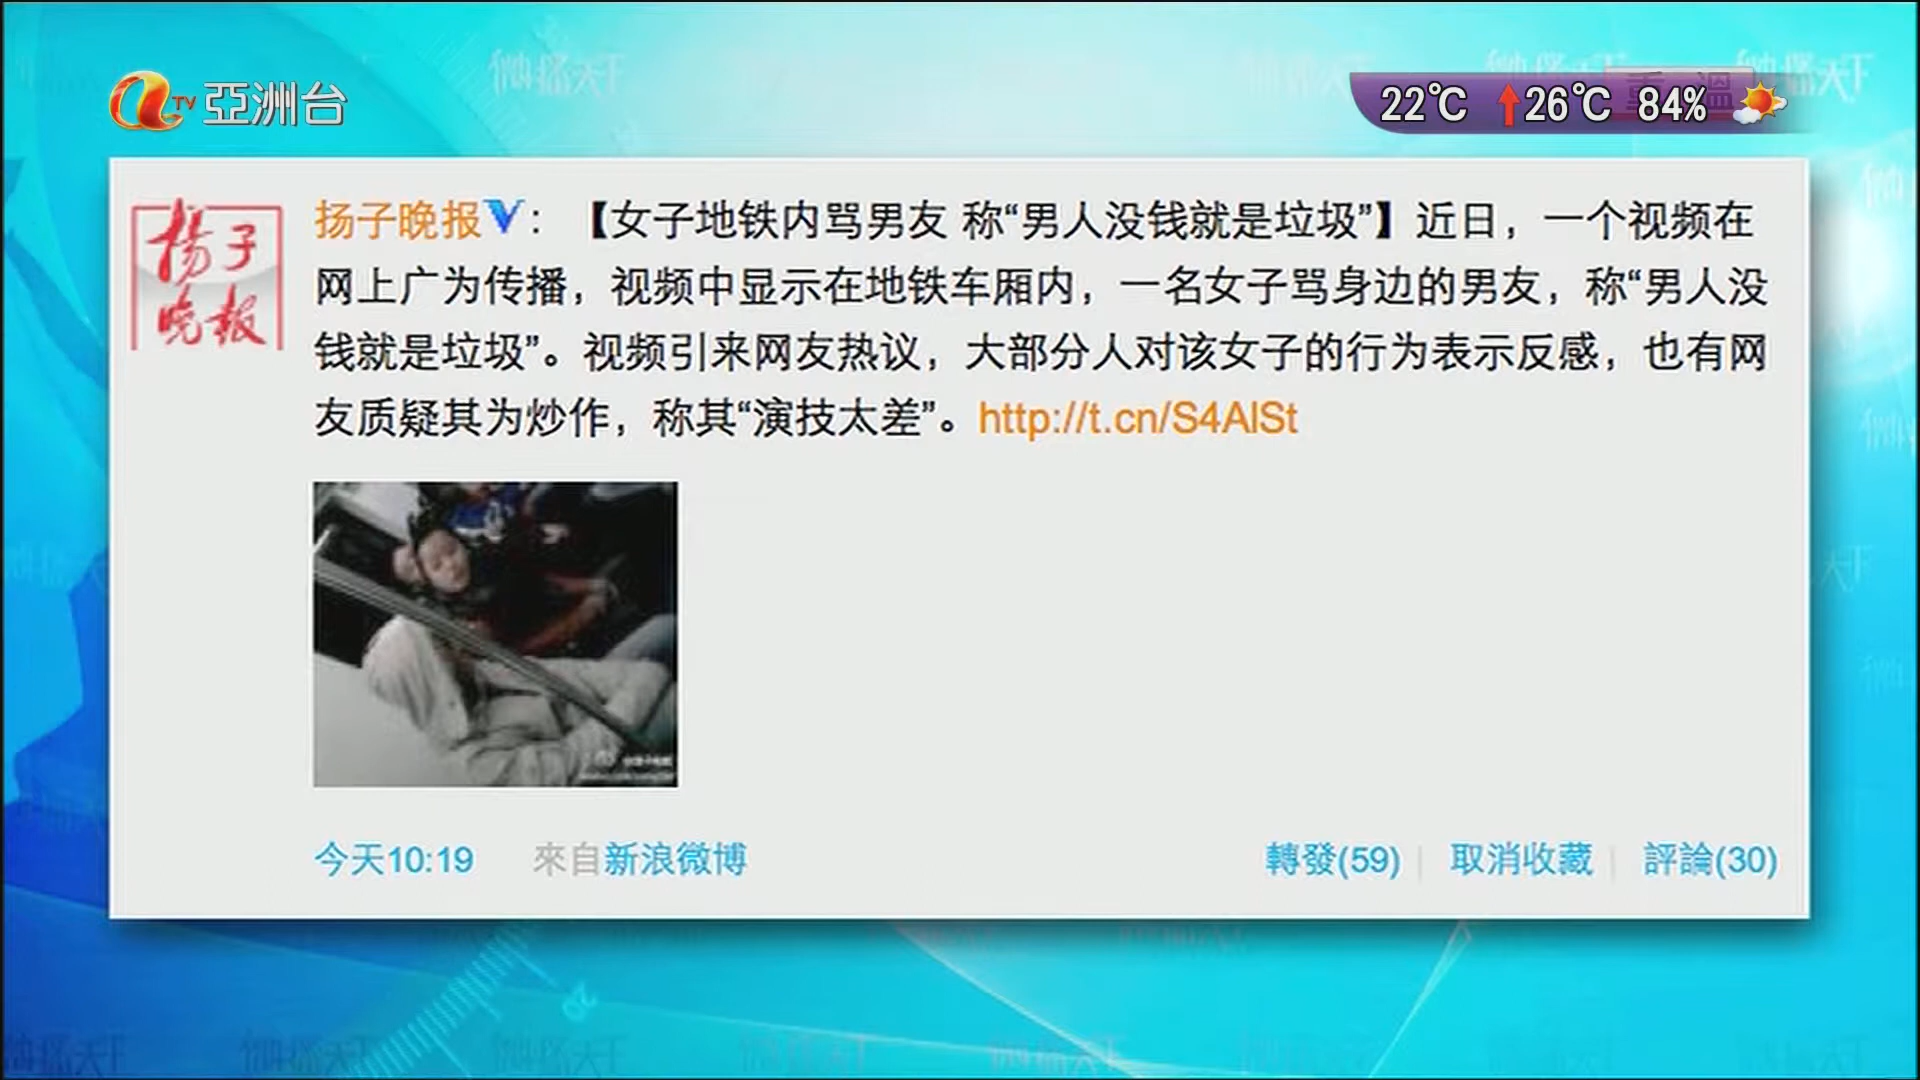 TV 亞洲台
22℃ 26℃ 84%
重溫
微播天下
扬子晚报
扬子晚报V：【女子地铁内骂男友 称“男人没钱就是垃圾”】近日，一个视频在
网上广为传播，视频中显示在地铁车厢内，一名女子骂身边的男友，称“男人没
钱就是垃圾”。视频引来网友热议，大部分人对该女子的行为表示反感，也有网
友质疑其为炒作，称其“演技太差”。http://t.cn/S4AlSt
今天10:19 來自新浪微博
轉發(59) | 取消收藏 | 評論(30)